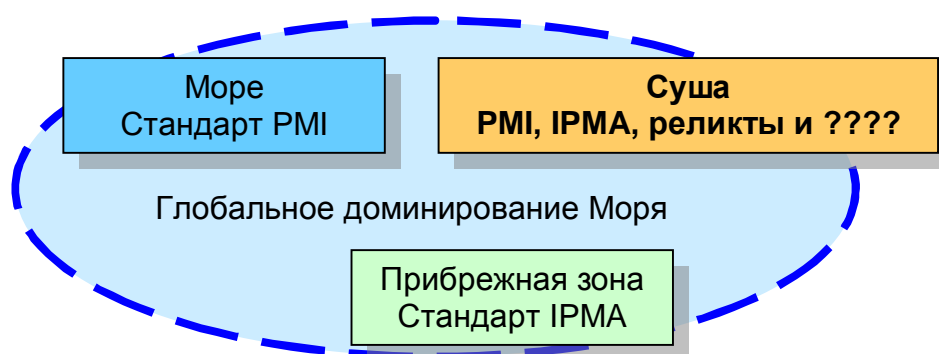 Море
Стандарт PMI
Суша
PMI, IPMA, реликты и ????
Глобальное доминирование Моря
Прибрежная зона
Стандарт IPMA